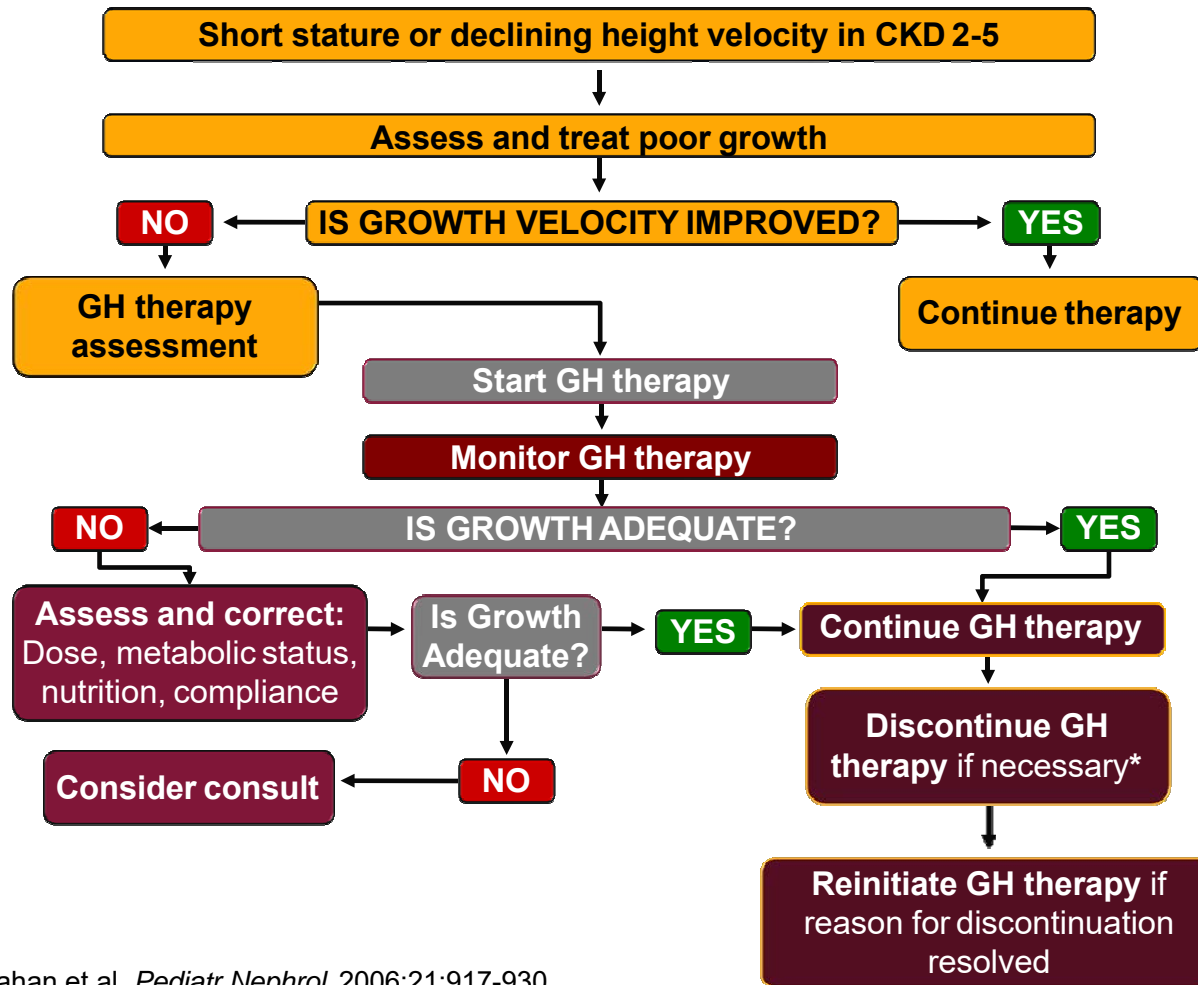 Short stature or declining height velocity in CKD 2-5
Assess and treat poor growth
NO
IS GROWTH VELOCITY IMPROVED?
YES
GH therapy
assessment
Continue therapy
Start GH therapy
Monitor GH therapy
NO
IS GROWTH ADEQUATE?
YES
Assess and correct:
Dose, metabolic status,
nutrition, compliance
Is Growth
Adequate?
YES
Continue GH therapy
Discontinue GH
therapy if necessary*
Consider consult
NO
Reinitiate GH therapy if
reason for discontinuation
resolved
et al. Pediatr Nephrol. 2006;21:917-930